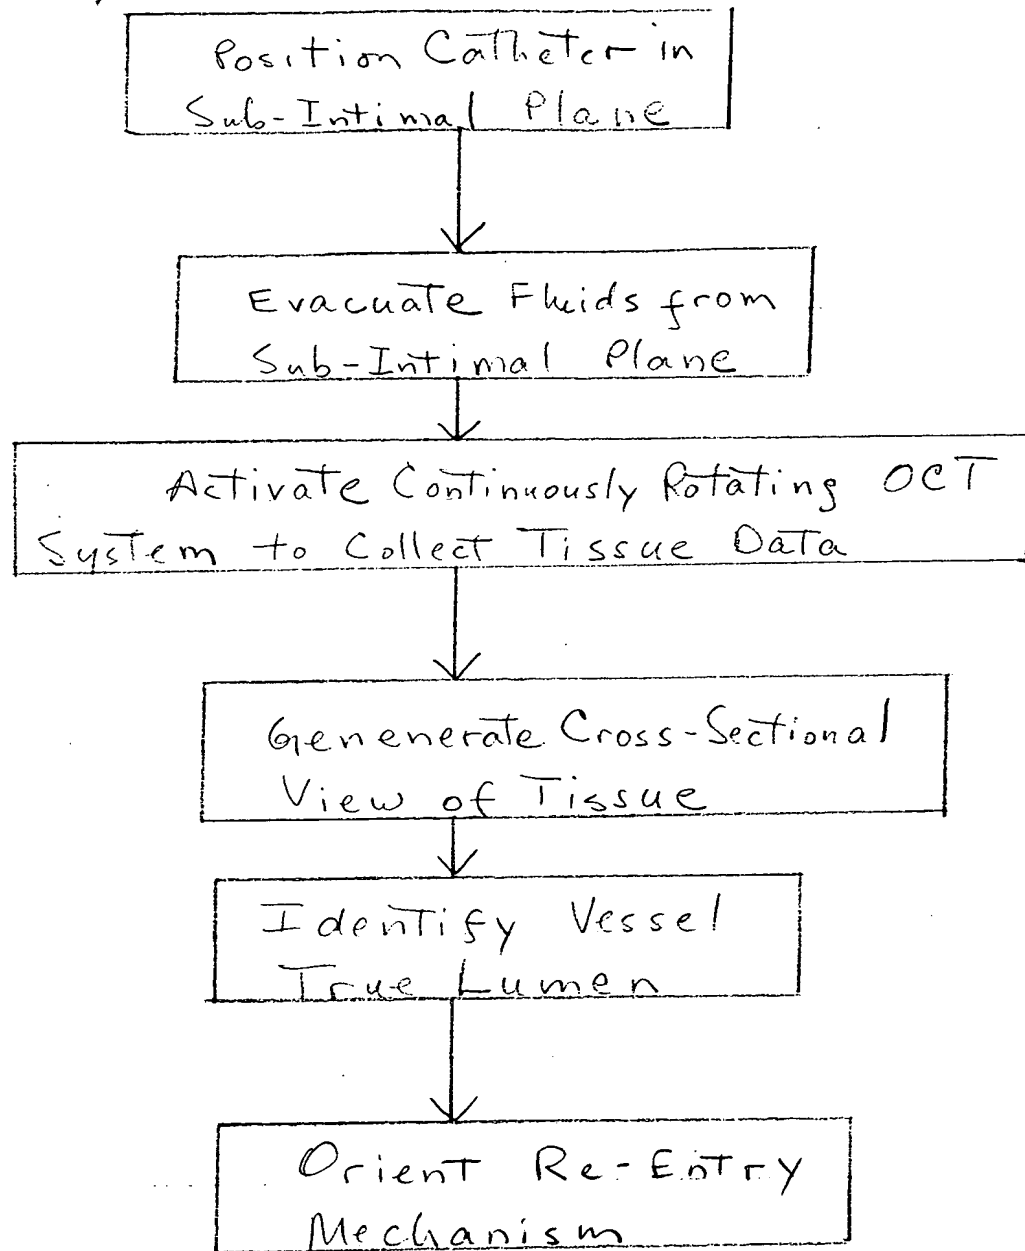 Position Catheter in
Sub-Intimal Plane
Evacuate Fluids from
Sub-Intimal Plane
Activate Continuously Rotating OCT
System to Collect Tissue Data
Genenerate Cross-Sectional
View of Tissue
Identify Vessel
True Lumen
Orient Re-Entry
Mechanism